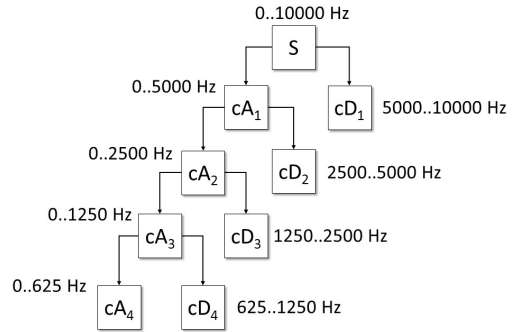 0..10000 Hz
S
0..5000 Hz
cA₁
cD₁
5000..10000 Hz
0..2500 Hz
cA₂
cD₂
2500..5000 Hz
0..1250 Hz
cA₃
cD₃
1250..2500 Hz
0..625 Hz
cA₄
cD₄
625..1250 Hz